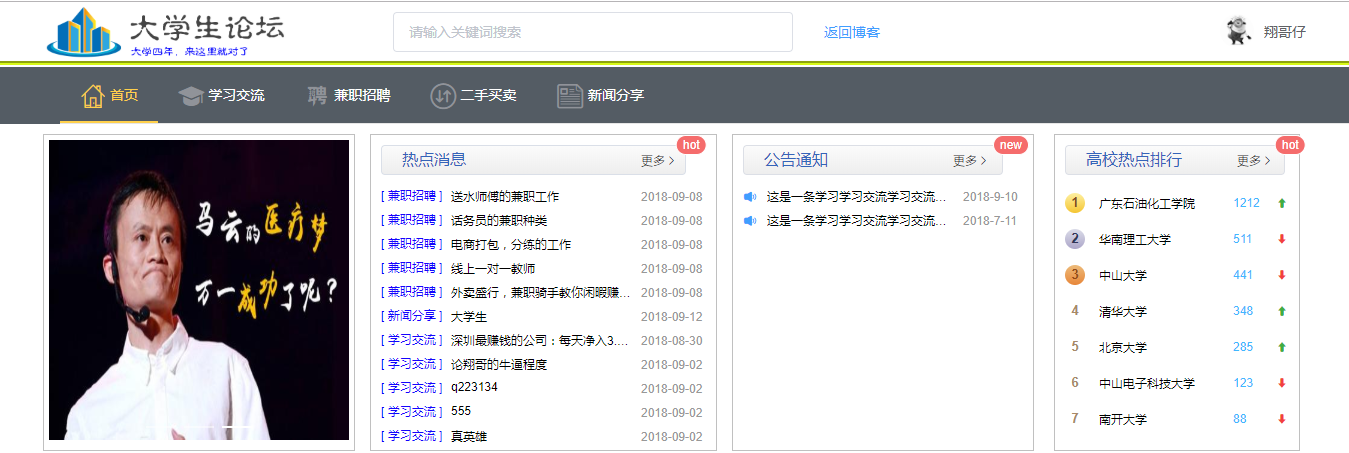 大学生论坛
大学四年，来这里就对了
请输入关键词搜索
返回博客
翔哥仔
首页
学习交流
聘 兼职招聘
二手买卖
新闻分享
马云的医疗梦
万一成功了呢？
热点消息 更多 hot
[ 兼职招聘 ] 送水师傅的兼职工作 2018-09-08
[ 兼职招聘 ] 话务员的兼职种类 2018-09-08
[ 兼职招聘 ] 电商打包，分练的工作 2018-09-08
[ 兼职招聘 ] 线上一对一教师 2018-09-08
[ 兼职招聘 ] 外卖盛行，兼职骑手教你闲暇赚… 2018-09-08
[ 新闻分享 ] 大学生 2018-09-12
[ 学习交流 ] 深圳最赚钱的公司：每天净入3.… 2018-08-30
[ 学习交流 ] 论翔哥的牛逼程度 2018-09-02
[ 学习交流 ] q223134 2018-09-02
[ 学习交流 ] 555 2018-09-02
[ 学习交流 ] 真英雄 2018-09-02
公告通知 更多 new
这是一条学习学习交流学习交流… 2018-9-10
这是一条学习学习交流学习交流… 2018-7-11
高校热点排行 更多 hot
1 广东石油化工学院 1212
2 华南理工大学 511
3 中山大学 441
4 清华大学 348
5 北京大学 285
6 中山电子科技大学 123
7 南开大学 88